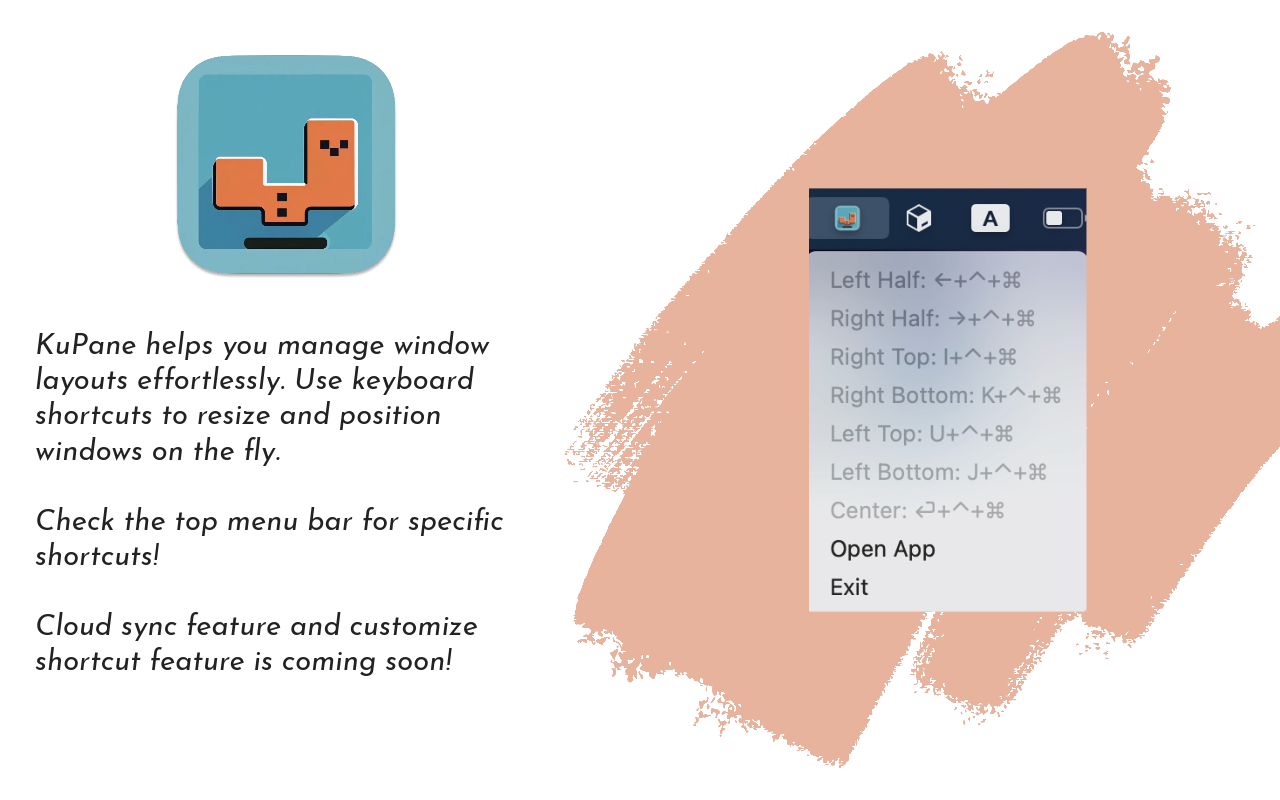 KuPane helps you manage window
layouts effortlessly. Use keyboard
shortcuts to resize and position
windows on the fly.
Check the top menu bar for specific
shortcuts!
Cloud sync feature and customize
shortcut feature is coming soon!
A
Left Half: ←+^+⌘
Right Half: →+^+⌘
Right Top: I+^+⌘
Right Bottom: K+^+⌘
Left Top: U+^+⌘
Left Bottom: J+^+⌘
Center: ⏎+^+⌘
Open App
Exit